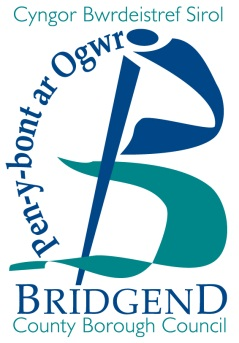 Cyngor Bwrdeistref Sirol
Pen-y-bont ar Ogwr
BRIDGEND
County Borough Council